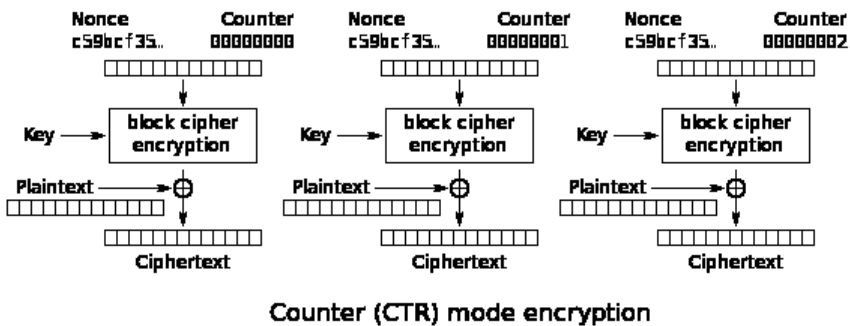 Nonce Counter Nonce Counter Nonce Counter
c59bcf35… 00000000 c59bcf35… 00000001 c59bcf35… 00000002
Key block cipher encryption Key block cipher encryption Key block cipher encryption
Plaintext Plaintext Plaintext
Ciphertext Ciphertext Ciphertext
Counter (CTR) mode encryption